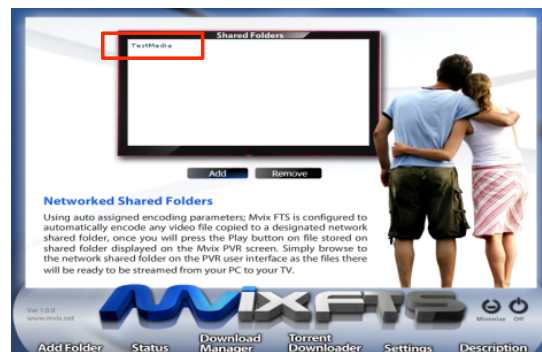 Shared Folders
TestMedia
Add Remove
Networked Shared Folders
Using auto assigned encoding parameters; Mvix FTS is configured to
automatically encode any video file copied to a designated network
shared folder, once you will press the Play button on file stored on
shared folder displayed on the Mvix PVR screen. Simply browse to
the network shared folder on the PVR user interface as the files there
will be ready to be streamed from your PC to your TV.
MvixFTS
Ver 1.0.0
www.mvix.net
Minimize Off
Add Folder Status Download Manager Torrent Downloader Settings Description